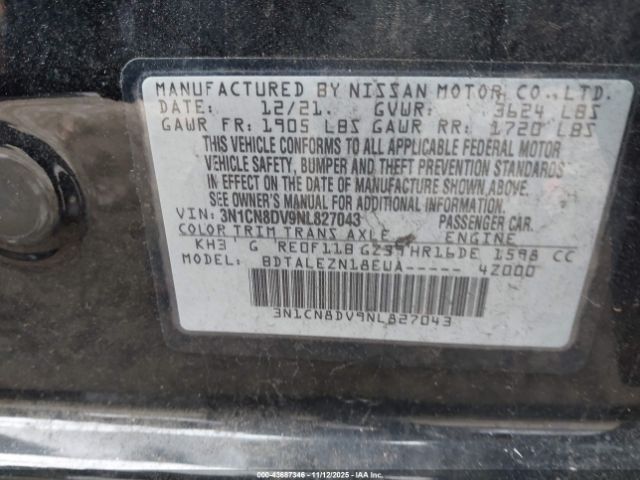 MANUFACTURED BY NISSAN MOTOR CO., LTD.
DATE: 12/21. GVWR: 3624 LBS
GAWR FR: 1905 LBS GAWR RR: 1720 LBS
THIS VEHICLE CONFORMS TO ALL APPLICABLE FEDERAL MOTOR
VEHICLE SAFETY, BUMPER AND THEFT PREVENTION STANDARDS
IN EFFECT ON THE DATE OF MANUFACTURE SHOWN ABOVE.
SEE OWNER'S MANUAL FOR ADDITIONAL INFORMATION.
VIN: 3N1CN8DV9NL827043 PASSENGER CAR.
COLOR TRIM TRANS AXLE ENGINE
KH3 G RE0F11B GZ39 HR16DE 1598 CC
MODEL: BDTALEZN18EUA----- 4Z000
3N1CN8DV9NL827043
00-43687346 - 11/12/2025 - IAA Inc.